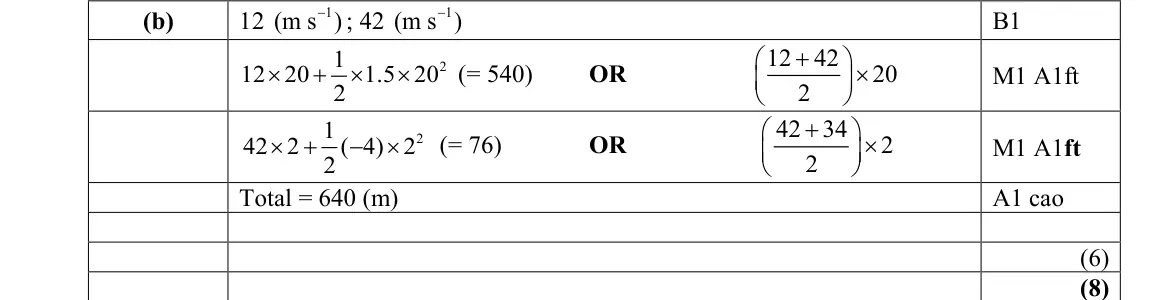 (b) 12 (m s⁻¹) ; 42 (m s⁻¹) B1
12×20+1/2×1.5×20² (= 540) OR ((12+42)/2)×20 M1 A1ft
42×2+1/2(−4)×2² (= 76) OR ((42+34)/2)×2 M1 A1ft
Total = 640 (m) A1 cao
(6)
(8)